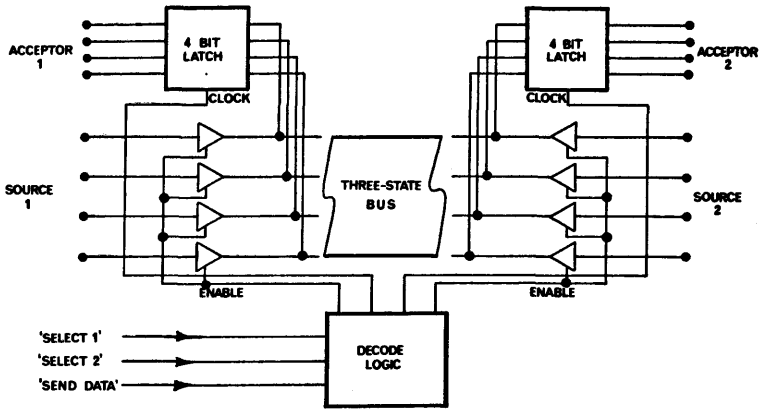 ACCEPTOR
1
4 BIT
LATCH
CLOCK
4 BIT
LATCH
CLOCK
ACCEPTOR
2
SOURCE
1
THREE-STATE
BUS
SOURCE
2
ENABLE
ENABLE
'SELECT 1'
'SELECT 2'
'SEND DATA'
DECODE
LOGIC